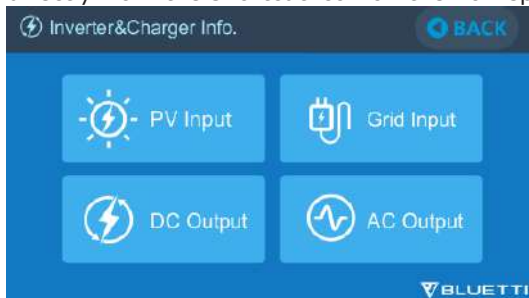 Inverter&Charger Info.
BACK
PV Input
Grid Input
DC Output
AC Output
BLUETTI